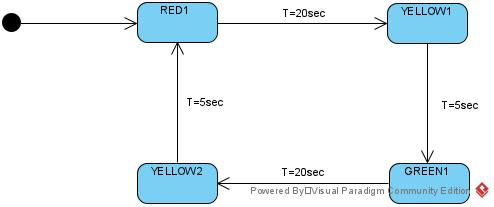 RED1
T=20sec
YELLOW1
T=5sec
T=5sec
YELLOW2
T=20sec
GREEN1
Powered By□Visual Paradigm Community Edition